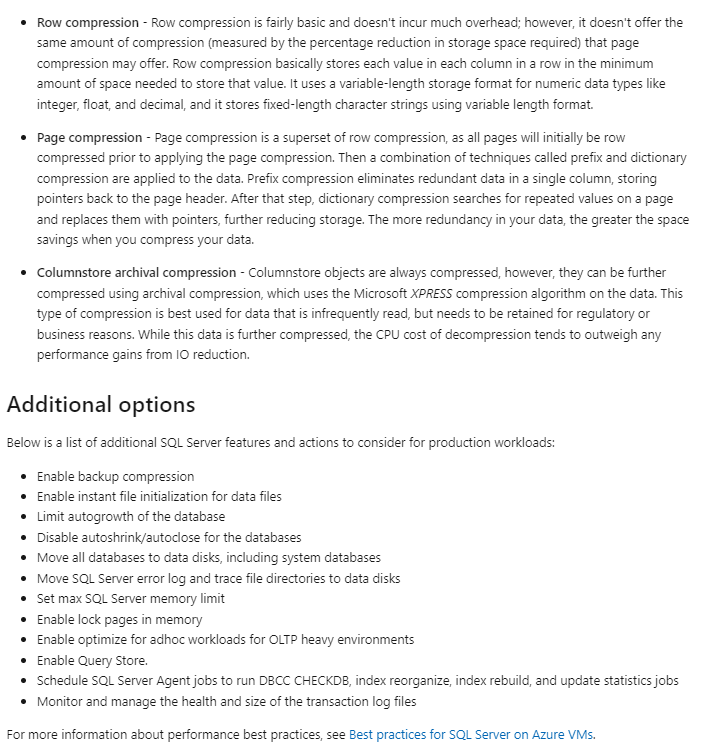 • Row compression - Row compression is fairly basic and doesn't incur much overhead; however, it doesn't offer the
same amount of compression (measured by the percentage reduction in storage space required) that page
compression may offer. Row compression basically stores each value in each column in a row in the minimum
amount of space needed to store that value. It uses a variable-length storage format for numeric data types like
integer, float, and decimal, and it stores fixed-length character strings using variable length format.
• Page compression - Page compression is a superset of row compression, as all pages will initially be row
compressed prior to applying the page compression. Then a combination of techniques called prefix and dictionary
compression are applied to the data. Prefix compression eliminates redundant data in a single column, storing
pointers back to the page header. After that step, dictionary compression searches for repeated values on a page
and replaces them with pointers, further reducing storage. The more redundancy in your data, the greater the space
savings when you compress your data.
• Columnstore archival compression - Columnstore objects are always compressed, however, they can be further
compressed using archival compression, which uses the Microsoft XPRESS compression algorithm on the data. This
type of compression is best used for data that is infrequently read, but needs to be retained for regulatory or
business reasons. While this data is further compressed, the CPU cost of decompression tends to outweigh any
performance gains from IO reduction.
Additional options
Below is a list of additional SQL Server features and actions to consider for production workloads:
• Enable backup compression
• Enable instant file initialization for data files
• Limit autogrowth of the database
• Disable autoshrink/autoclose for the databases
• Move all databases to data disks, including system databases
• Move SQL Server error log and trace file directories to data disks
• Set max SQL Server memory limit
• Enable lock pages in memory
• Enable optimize for adhoc workloads for OLTP heavy environments
• Enable Query Store.
• Schedule SQL Server Agent jobs to run DBCC CHECKDB, index reorganize, index rebuild, and update statistics jobs
• Monitor and manage the health and size of the transaction log files
For more information about performance best practices, see Best practices for SQL Server on Azure VMs.